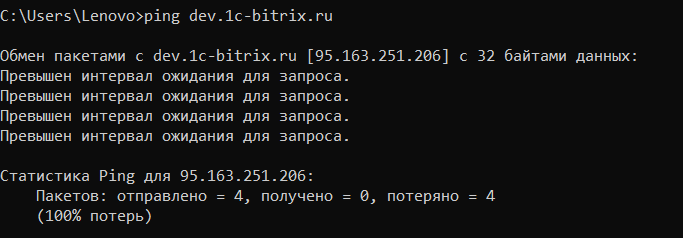 C:\Users\Lenovo>ping dev.1c-bitrix.ru
Обмен пакетами с dev.1c-bitrix.ru [95.163.251.206] с 32 байтами данных:
Превышен интервал ожидания для запроса.
Превышен интервал ожидания для запроса.
Превышен интервал ожидания для запроса.
Превышен интервал ожидания для запроса.
Статистика Ping для 95.163.251.206:
Пакетов: отправлено = 4, получено = 0, потеряно = 4
(100% потерь)